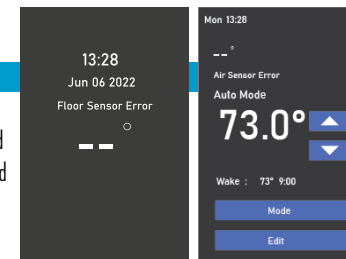 13:28
Jun 06 2022
Floor Sensor Error
-- °
Mon 13:28
-- °
Air Sensor Error
Auto Mode
73.0°
Wake : 73° 9:00
Mode
Edit